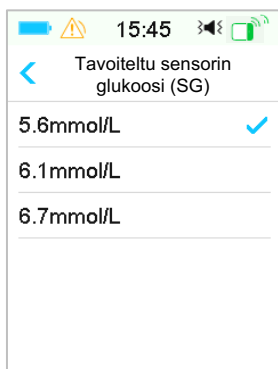 15:45
Tavoiteltu sensorin
glukoosi (SG)
5.6mmol/L
6.1mmol/L
6.7mmol/L